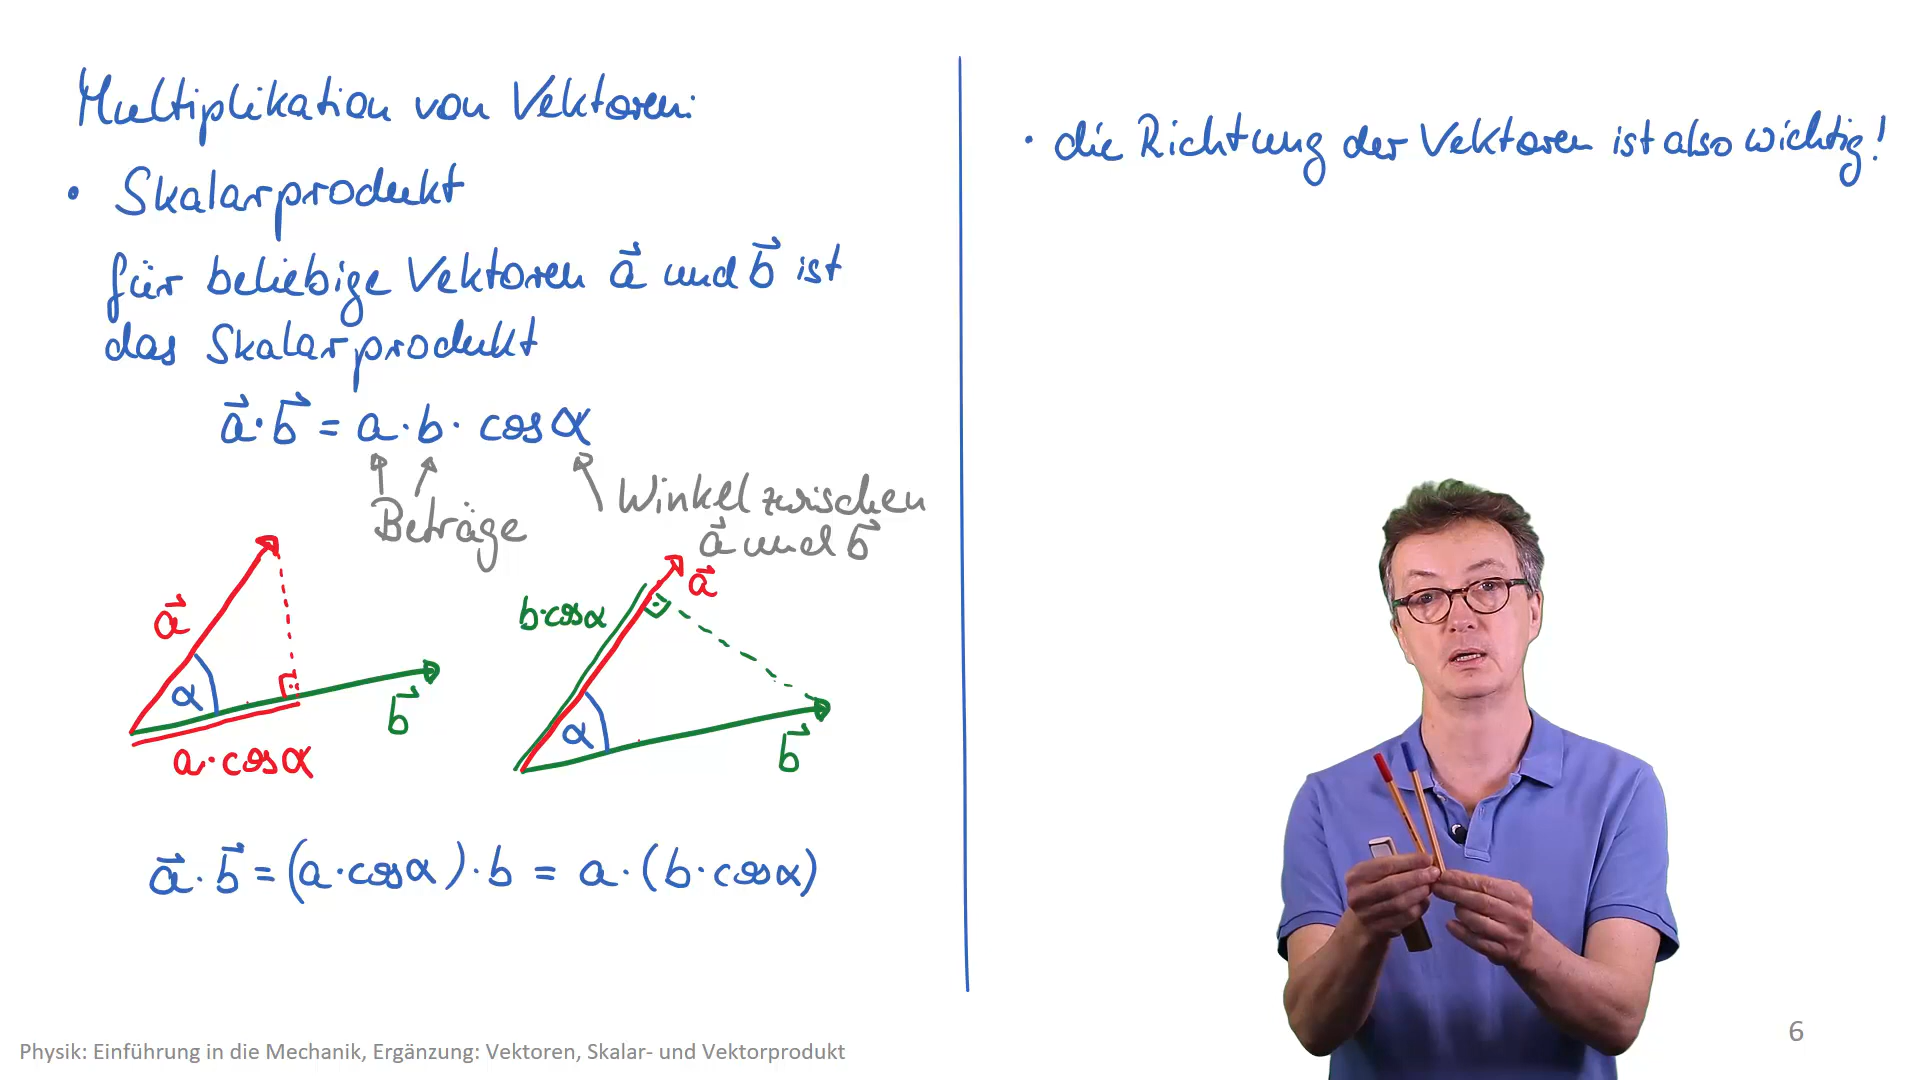 Multiplikation von Vektoren:
• Skalarprodukt
für beliebige Vektoren a⃗ und b⃗ ist
das Skalarprodukt
a⃗ · b⃗ = a · b · cos α
Beträge
Winkel zwischen
a⃗ und b⃗
a⃗
α
b⃗
a · cos α
b · cos α
a⃗
α
b⃗
a⃗ · b⃗ = (a · cos α) · b = a · (b · cos α)
• die Richtung der Vektoren ist also wichtig!
Physik: Einführung in die Mechanik, Ergänzung: Vektoren, Skalar- und Vektorprodukt
6